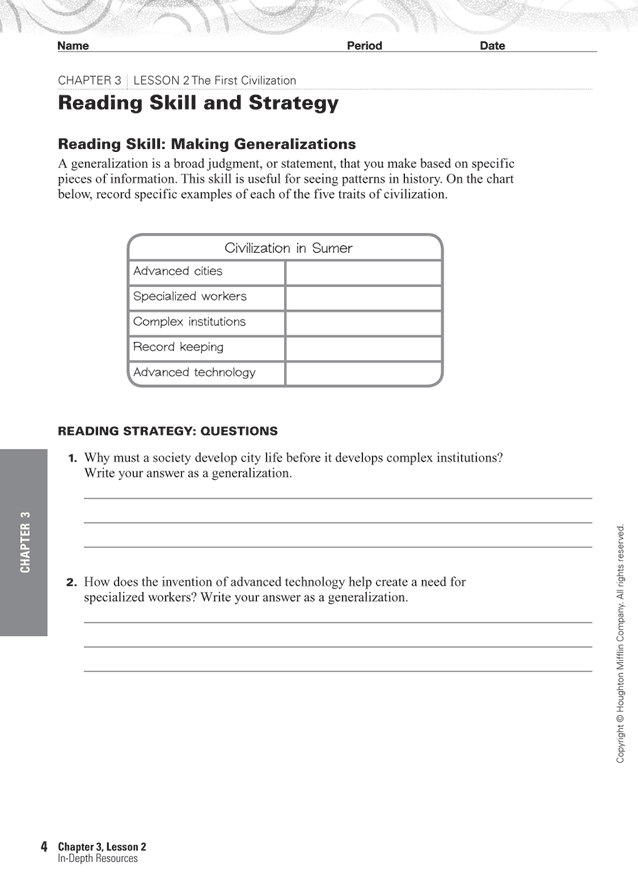 Name Period Date
CHAPTER 3 LESSON 2 The First Civilization
Reading Skill and Strategy
Reading Skill: Making Generalizations
A generalization is a broad judgment, or statement, that you make based on specific
pieces of information. This skill is useful for seeing patterns in history. On the chart
below, record specific examples of each of the five traits of civilization.
Civilization in Sumer
Advanced cities
Specialized workers
Complex institutions
Record keeping
Advanced technology
READING STRATEGY: QUESTIONS
1. Why must a society develop city life before it develops complex institutions?
Write your answer as a generalization.
2. How does the invention of advanced technology help create a need for
specialized workers? Write your answer as a generalization.
CHAPTER 3
Copyright © Houghton Mifflin Company. All rights reserved.
4 Chapter 3, Lesson 2
In-Depth Resources